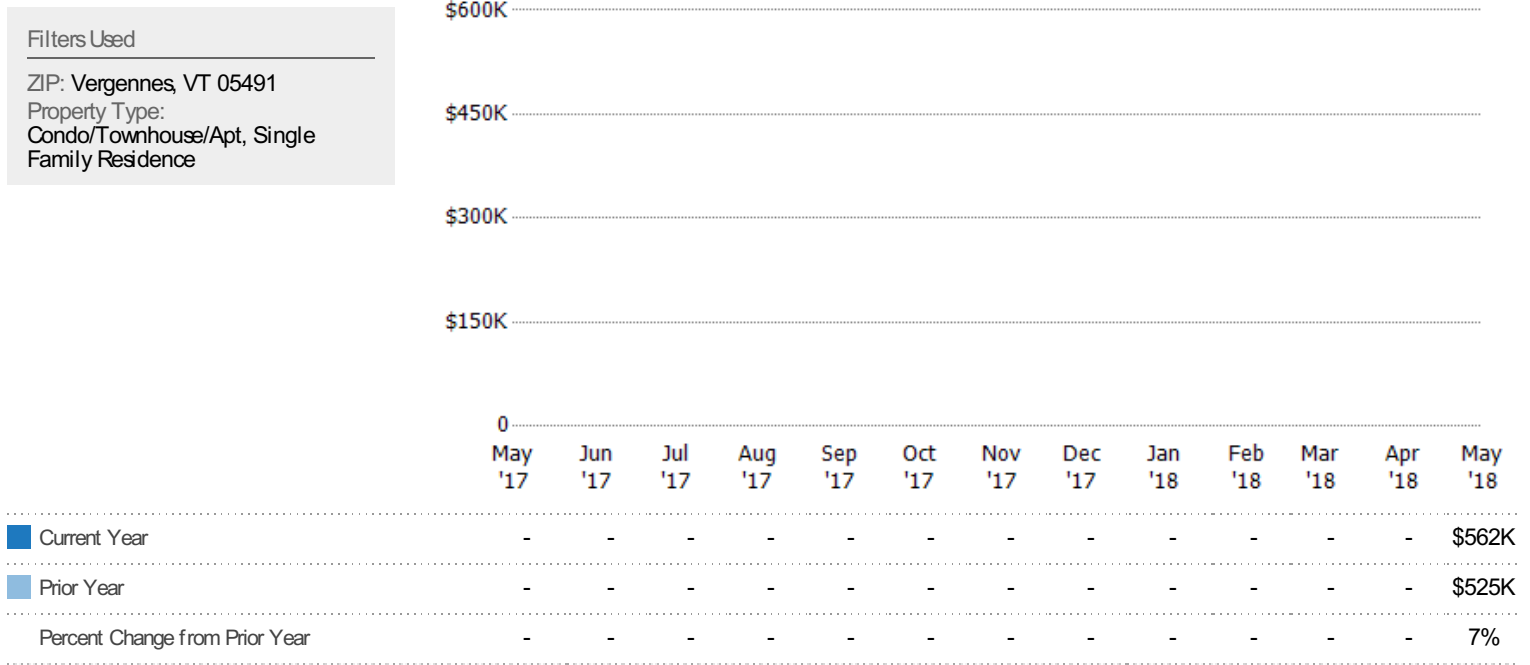 Filters Used
ZIP: Vergennes, VT 05491
Property Type:
Condo/Townhouse/Apt, Single
Family Residence
$600K
$450K
$300K
$150K
0
May '17 Jun '17 Jul '17 Aug '17 Sep '17 Oct '17 Nov '17 Dec '17 Jan '18 Feb '18 Mar '18 Apr '18 May '18
Current Year - - - - - - - - - - - - $562K
Prior Year - - - - - - - - - - - - $525K
Percent Change from Prior Year - - - - - - - - - - - - 7%